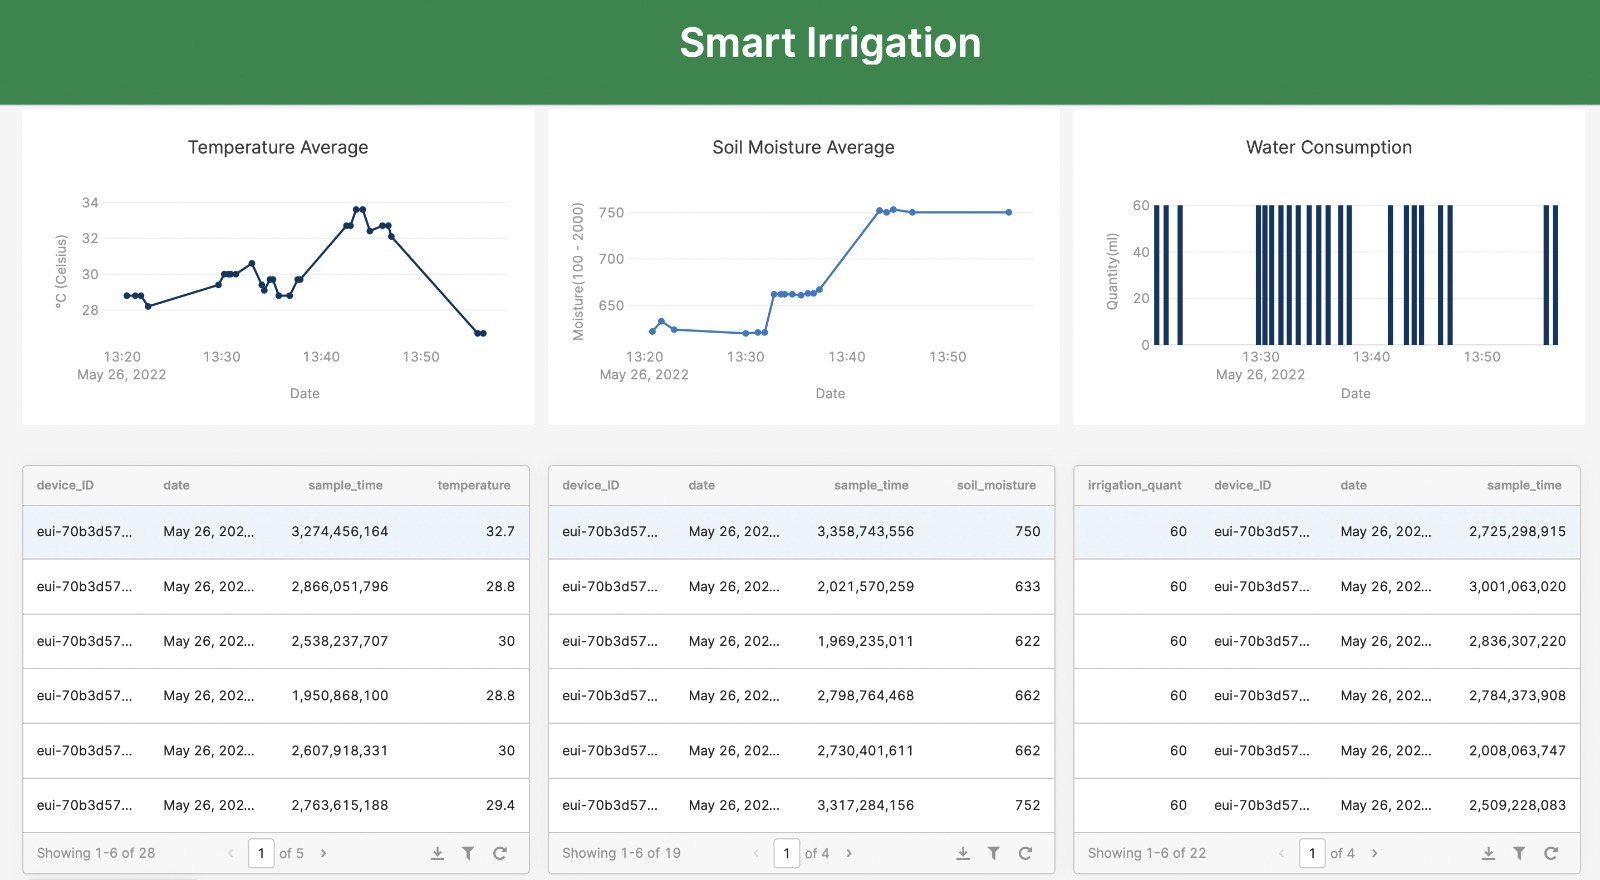 Smart Irrigation
Temperature Average
°C (Celsius)
34
32
30
28
13:20 13:30 13:40 13:50
May 26, 2022
Date
Soil Moisture Average
Moisture(100 - 2000)
750
700
650
13:20 13:30 13:40 13:50
May 26, 2022
Date
Water Consumption
Quantity(ml)
60
40
20
0
13:30 13:40 13:50
May 26, 2022
Date
device_ID date sample_time temperature
eui-70b3d57... May 26, 202... 3,274,456,164 32.7
eui-70b3d57... May 26, 202... 2,866,051,796 28.8
eui-70b3d57... May 26, 202... 2,538,237,707 30
eui-70b3d57... May 26, 202... 1,950,868,100 28.8
eui-70b3d57... May 26, 202... 2,607,918,331 30
eui-70b3d57... May 26, 202... 2,763,615,188 29.4
Showing 1-6 of 28 1 of 5
device_ID date sample_time soil_moisture
eui-70b3d57... May 26, 202... 3,358,743,556 750
eui-70b3d57... May 26, 202... 2,021,570,259 633
eui-70b3d57... May 26, 202... 1,969,235,011 622
eui-70b3d57... May 26, 202... 2,798,764,468 662
eui-70b3d57... May 26, 202... 2,730,401,611 662
eui-70b3d57... May 26, 202... 3,317,284,156 752
Showing 1-6 of 19 1 of 4
irrigation_quant device_ID date sample_time
60 eui-70b3d57... May 26, 202... 2,725,298,915
60 eui-70b3d57... May 26, 202... 3,001,063,020
60 eui-70b3d57... May 26, 202... 2,836,307,220
60 eui-70b3d57... May 26, 202... 2,784,373,908
60 eui-70b3d57... May 26, 202... 2,008,063,747
60 eui-70b3d57... May 26, 202... 2,509,228,083
Showing 1-6 of 22 1 of 4